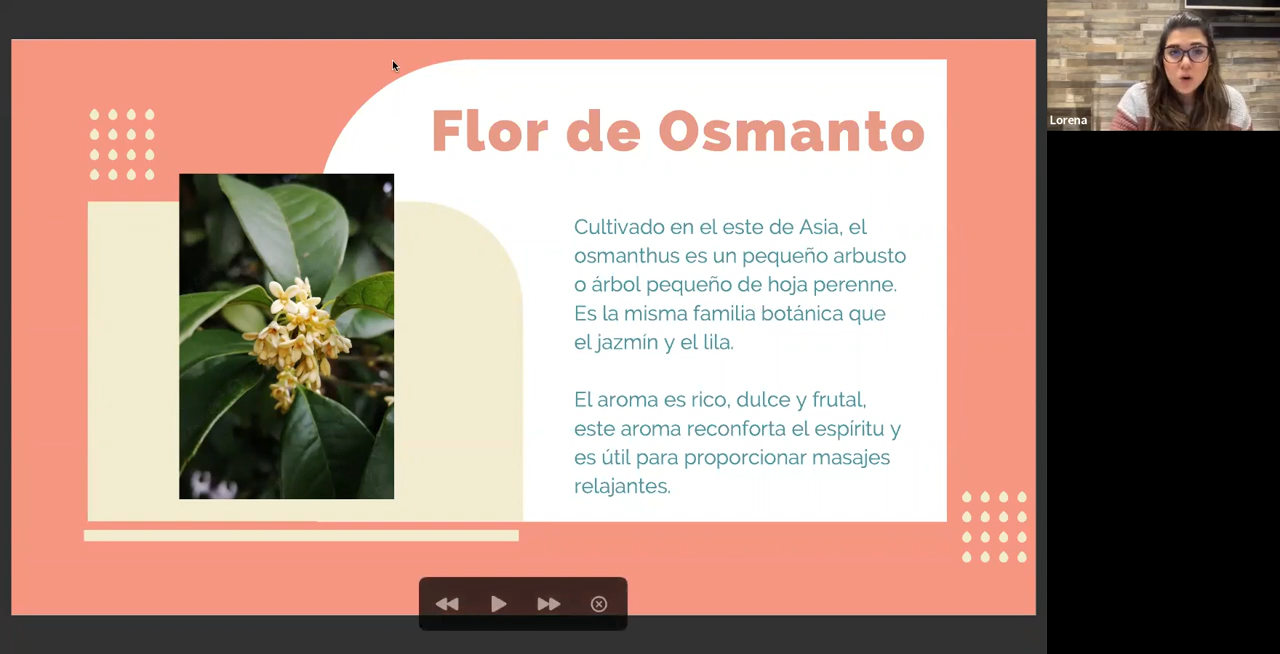 Flor de Osmanto
Cultivado en el este de Asia, el
osmanthus es un pequeño arbusto
o árbol pequeño de hoja perenne.
Es la misma familia botánica que
el jazmín y el lila.
El aroma es rico, dulce y frutal,
este aroma reconforta el espíritu y
es útil para proporcionar masajes
relajantes.
Lorena